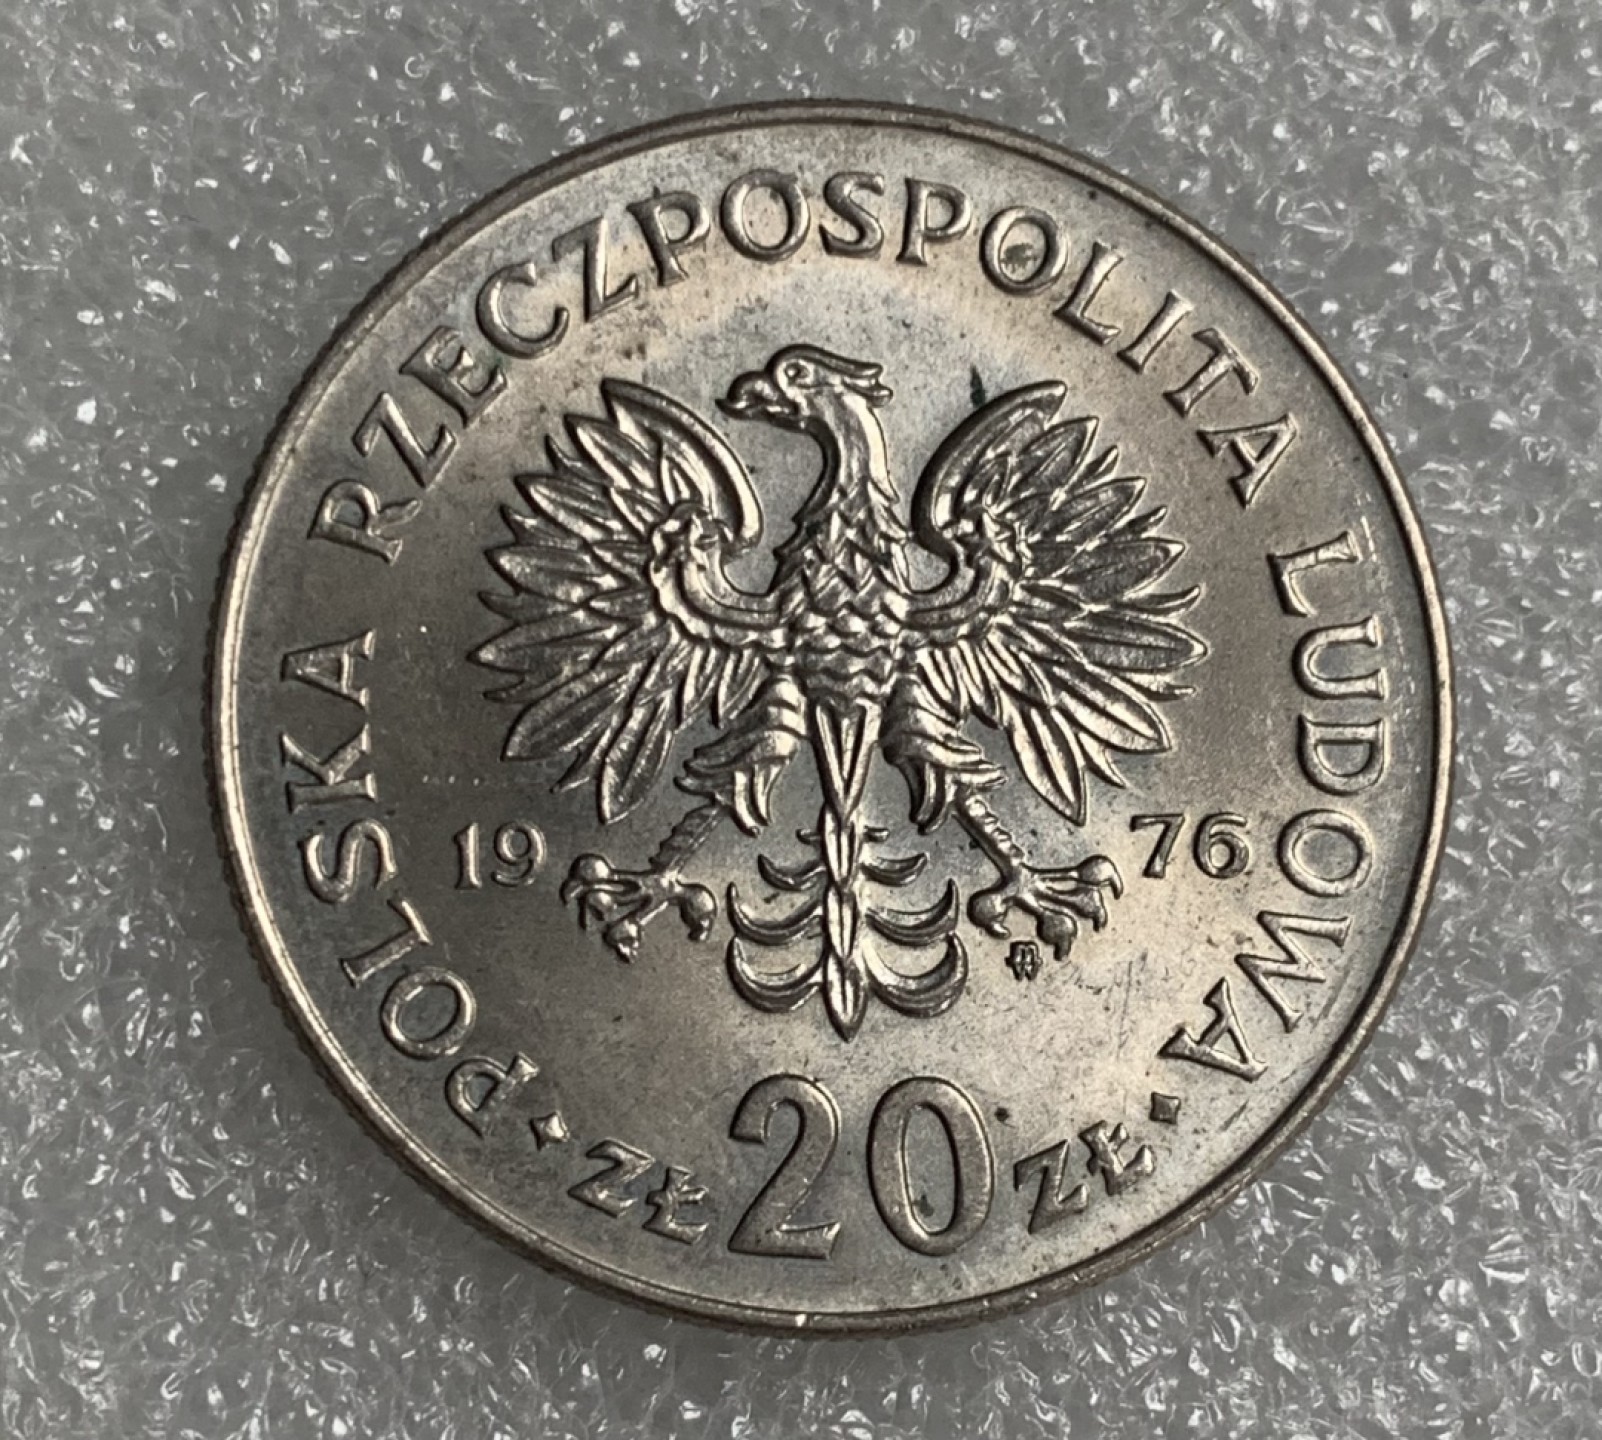 POLSKA RZECZPOSPOLITA LUDOWA
19 76
ZŁ 20 ZŁ